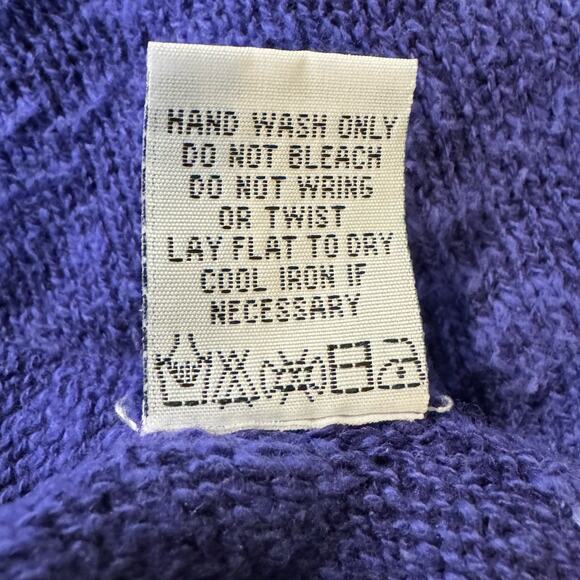 HAND WASH ONLY
DO NOT BLEACH
DO NOT WRING
OR TWIST
LAY FLAT TO DRY
COOL IRON IF
NECESSARY